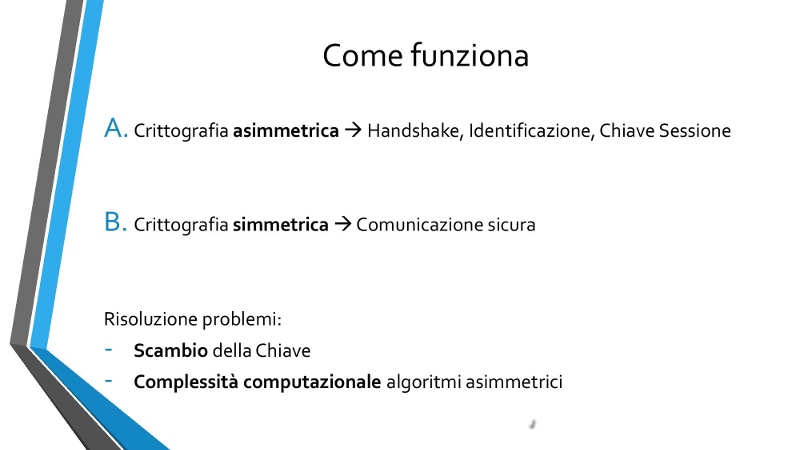 Come funziona
A. Crittografia asimmetrica → Handshake, Identificazione, Chiave Sessione
B. Crittografia simmetrica → Comunicazione sicura
Risoluzione problemi:
- Scambio della Chiave
- Complessità computazionale algoritmi asimmetrici